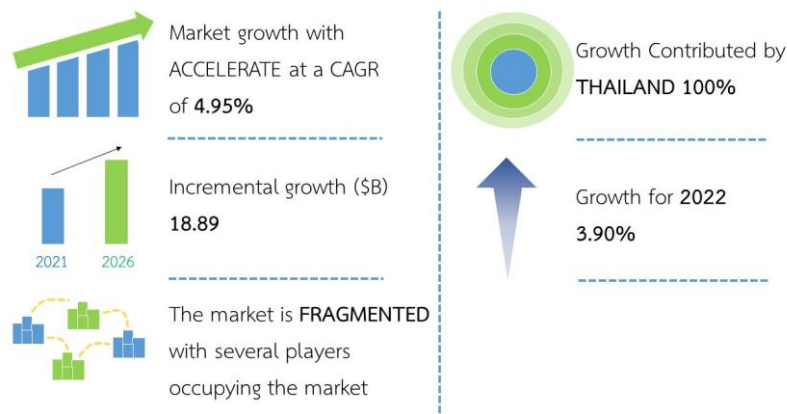 Market growth with
ACCELERATE at a CAGR
of 4.95%
Incremental growth ($B)
18.89
2021
2026
The market is FRAGMENTED
with several players
occupying the market
Growth Contributed by
THAILAND 100%
Growth for 2022
3.90%